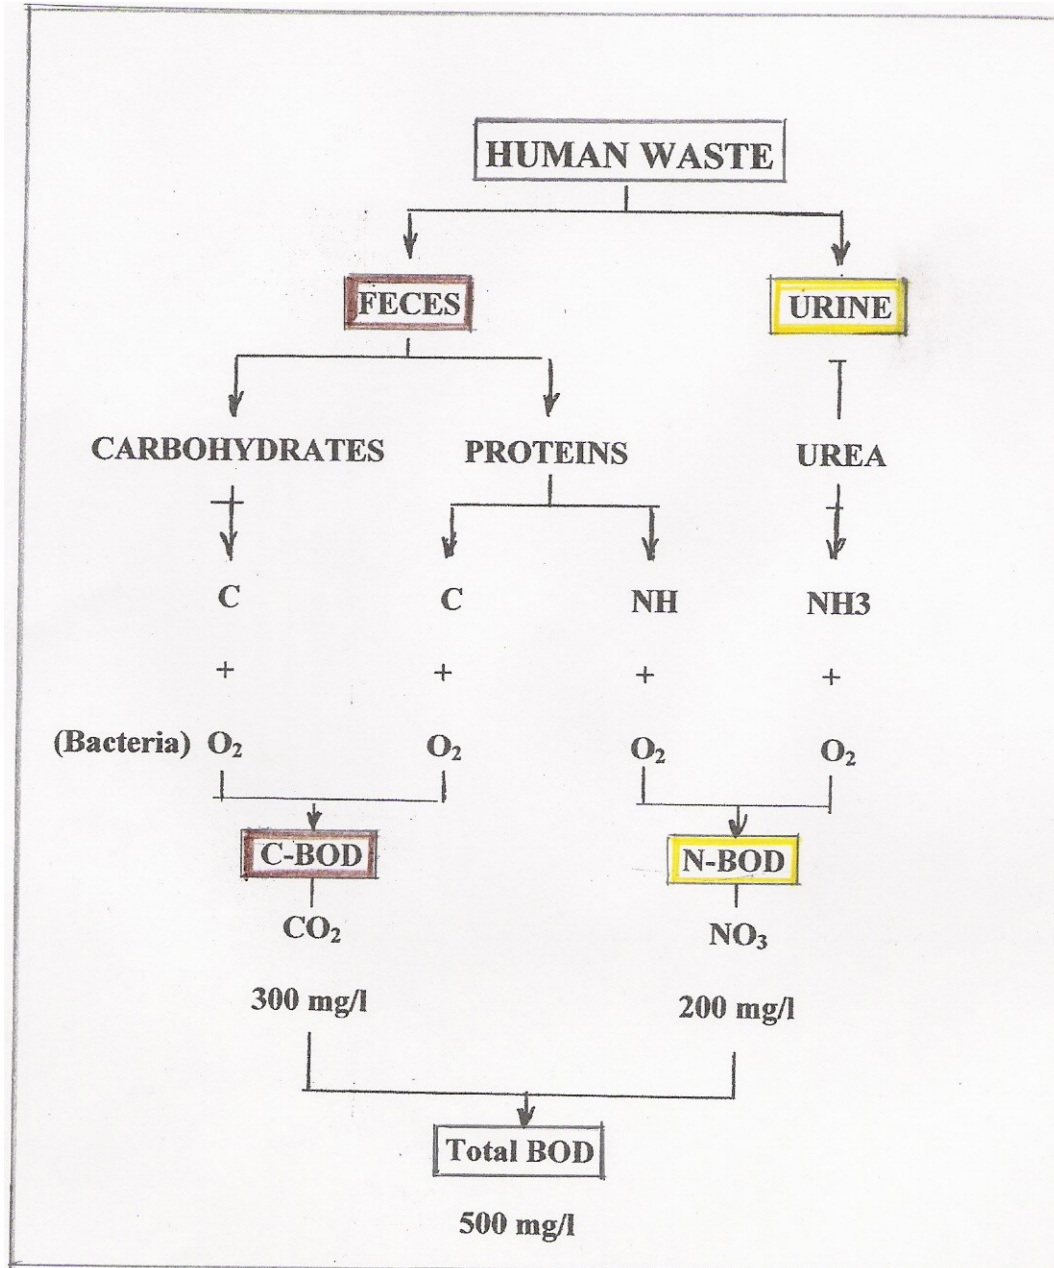 HUMAN WASTE
FECES URINE
CARBOHYDRATES PROTEINS UREA
C C NH NH3
+ + + +
(Bacteria) O₂ O₂ O₂ O₂
C-BOD N-BOD
CO₂ NO₃
300 mg/l 200 mg/l
Total BOD
500 mg/l